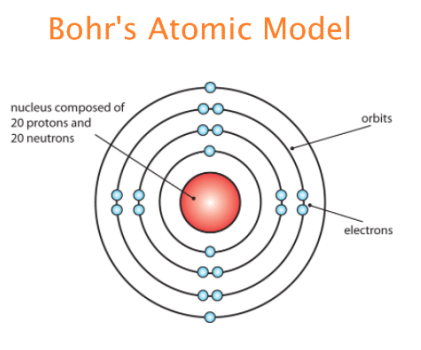 Bohr's Atomic Model
nucleus composed of
20 protons and
20 neutrons
orbits
electrons